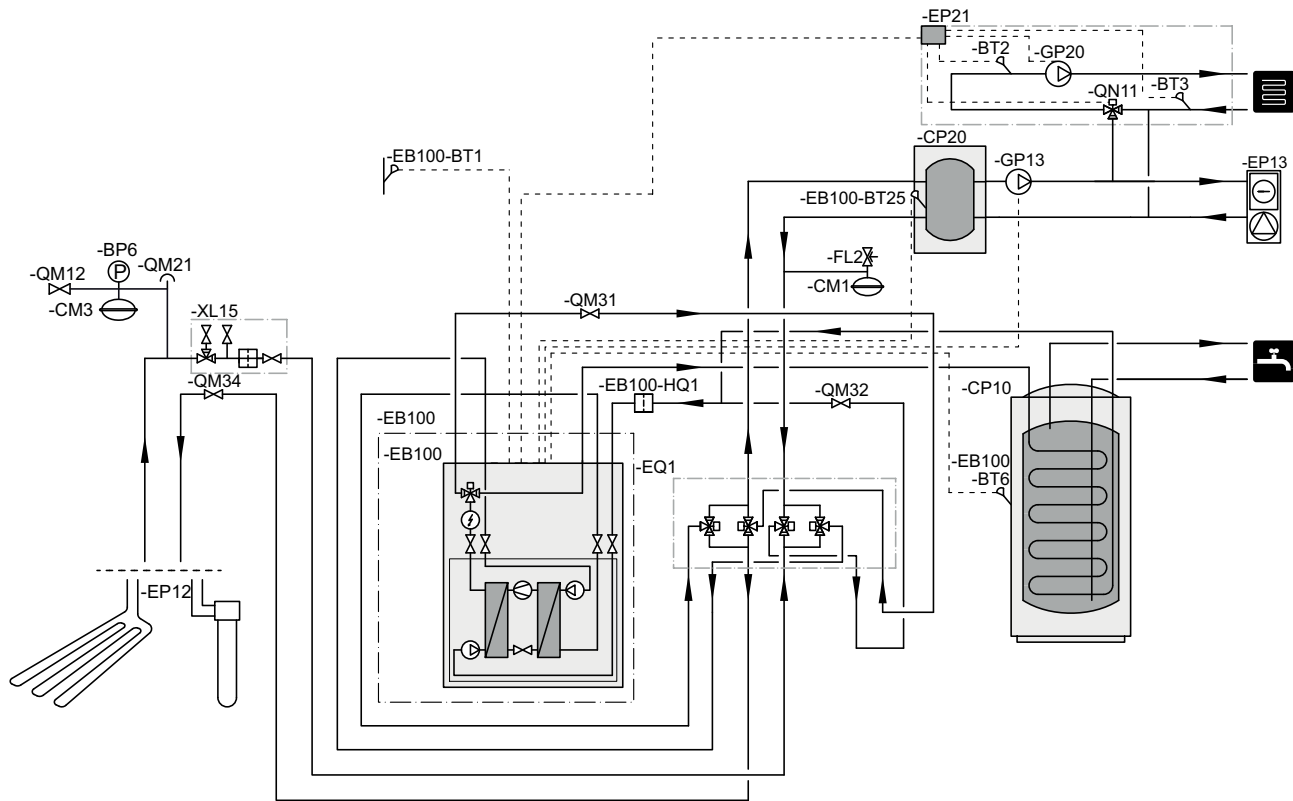 -EP21
-BT2
-GP20
-QN11
-BT3
-CP20
-EB100-BT1
-GP13
-EP13
-EB100-BT25
-BP6
-QM21
-FL2
-QM12
-CM3
P
-CM1
-XL15
-QM31
-QM34
-EB100-HQ1
-QM32
-CP10
-EB100
-EB100
-EQ1
-EB100
-BT6
-EP12